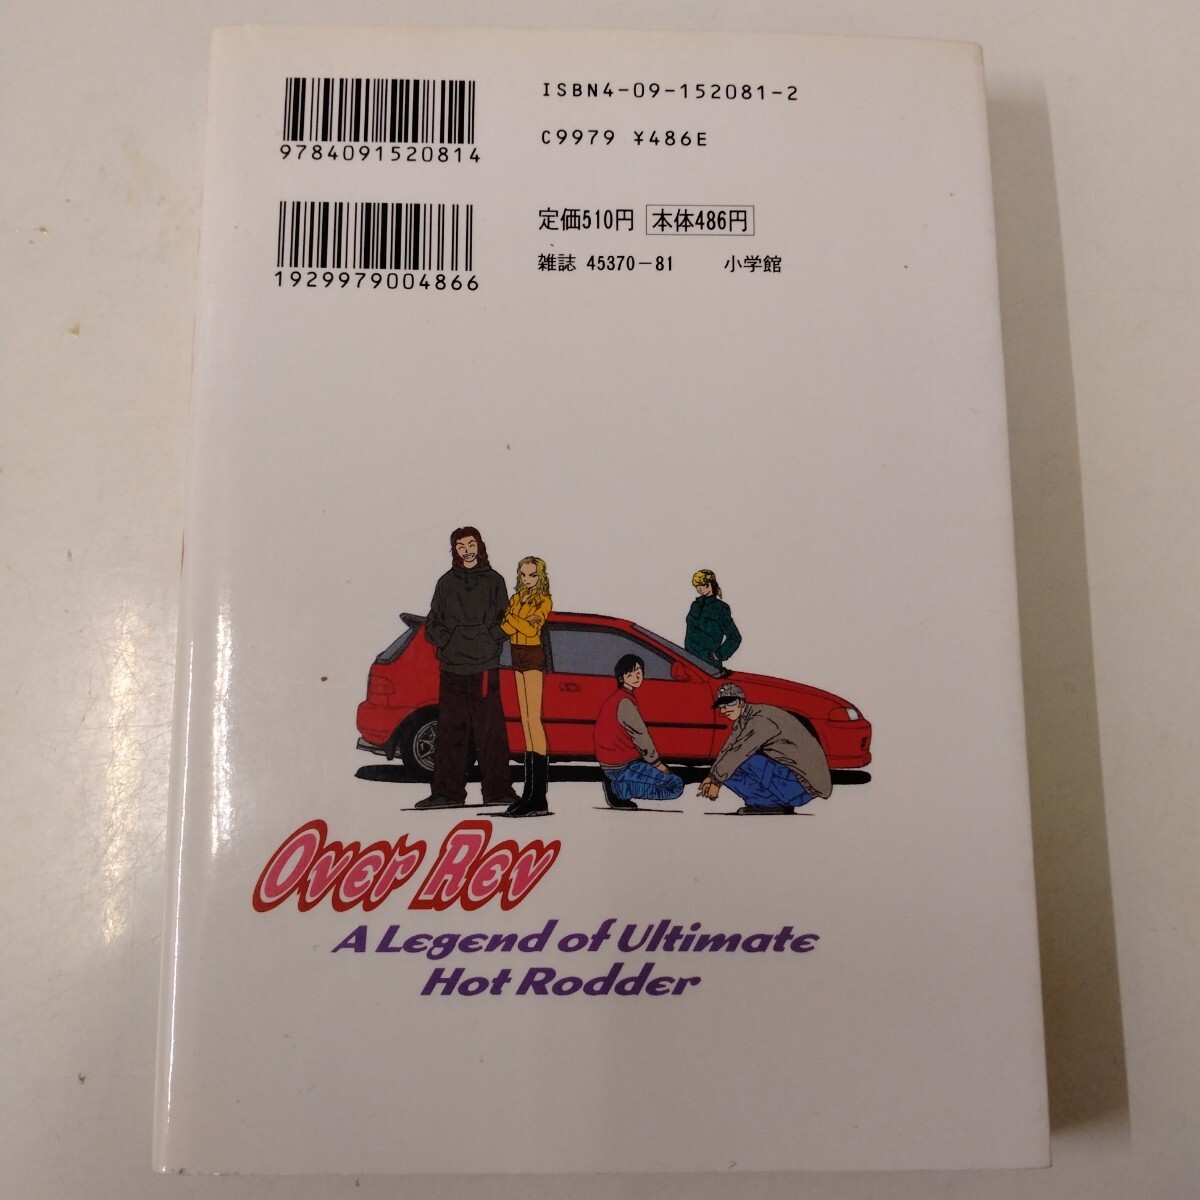 ISBN4-09-152081-2
C9979 ¥486E
9784091520814
定価510円 本体486円
雑誌 45370-81 小学館
1929979004866
Over Rev
A Legend of Ultimate
Hot Rodder